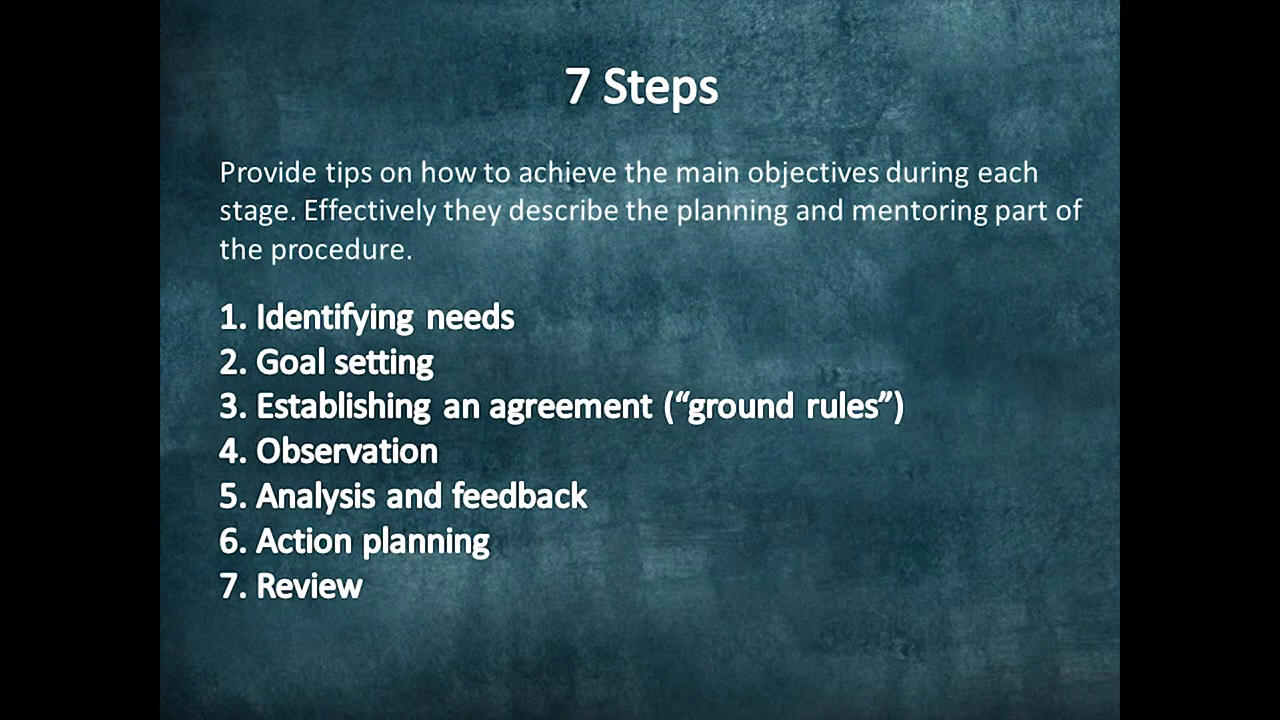 7 Steps
Provide tips on how to achieve the main objectives during each
stage. Effectively they describe the planning and mentoring part of
the procedure.
1. Identifying needs
2. Goal setting
3. Establishing an agreement (“ground rules”)
4. Observation
5. Analysis and feedback
6. Action planning
7. Review